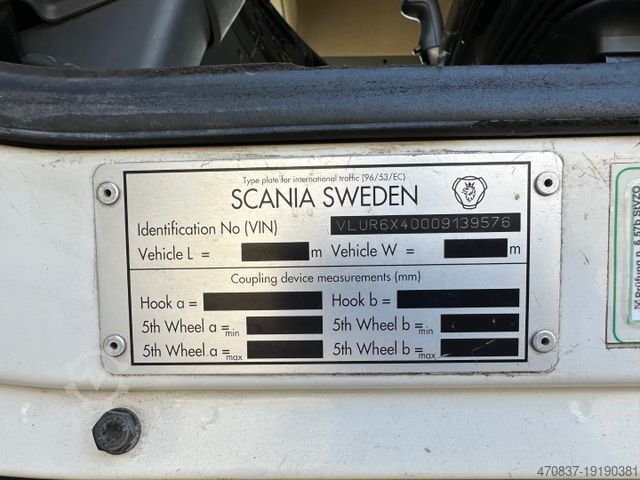 Type plate for international traffic (96/53/EC)
SCANIA SWEDEN
Identification No (VIN) VLUR6X40009139576
Vehicle L = m Vehicle W = m
Coupling device measurements (mm)
Hook a = Hook b =
5th Wheel a =min 5th Wheel b =min
5th Wheel a =max 5th Wheel b =max
470837-19190381